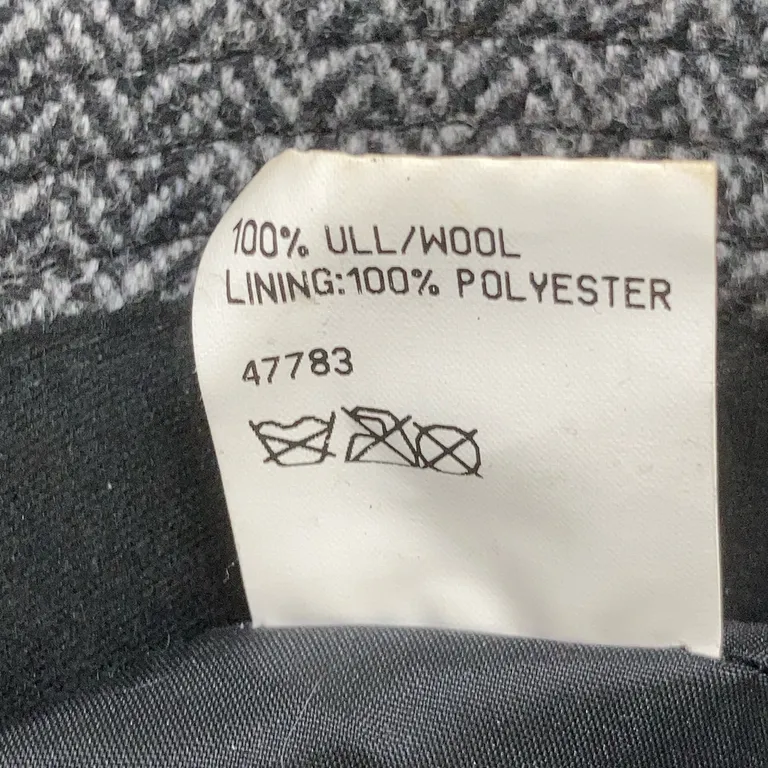 100% ULL/WOOL
LINING:100% POLYESTER
47783